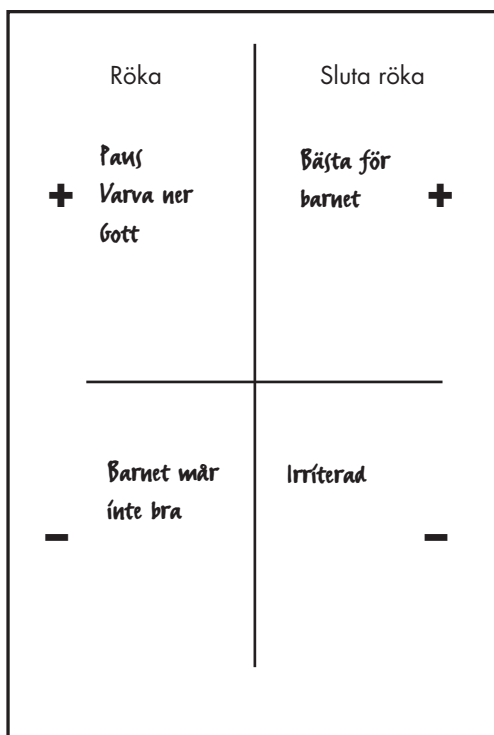 Röka
Sluta röka
+
Paus
Varva ner
Gott
Bästa för
barnet
+
–
Barnet mår
inte bra
Irriterad
–